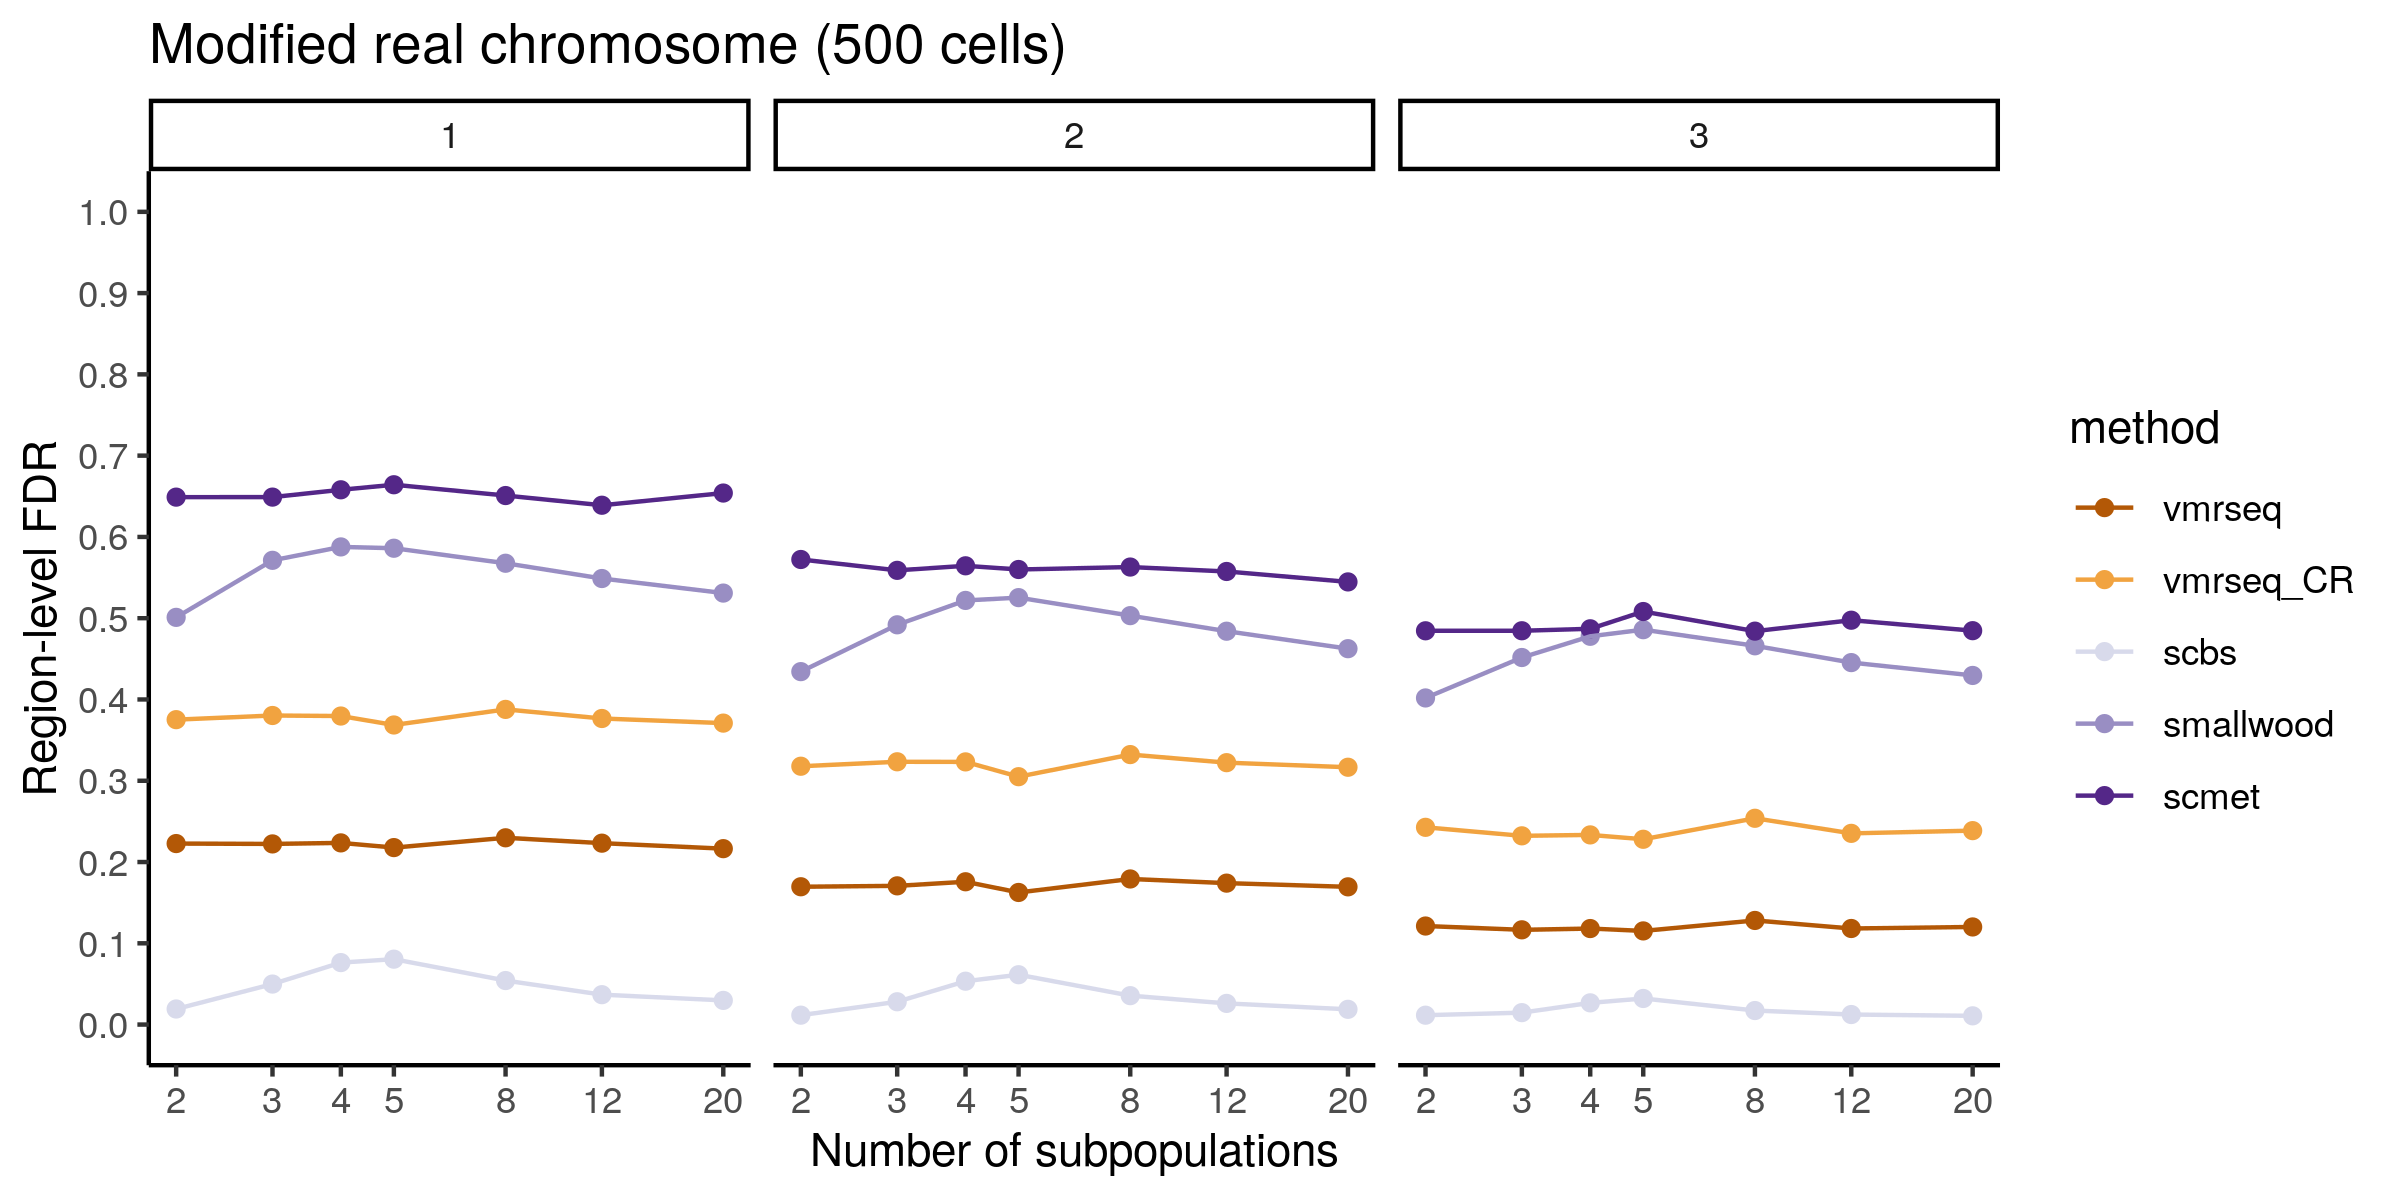 Modified real chromosome (500 cells)
1 2 3
1.0
0.9
0.8
0.7
0.6
0.5
0.4
0.3
0.2
0.1
0.0
Region-level FDR
2 3 4 5 8 12 20 2 3 4 5 8 12 20 2 3 4 5 8 12 20
Number of subpopulations
method
vmrseq
vmrseq_CR
scbs
smallwood
scmet